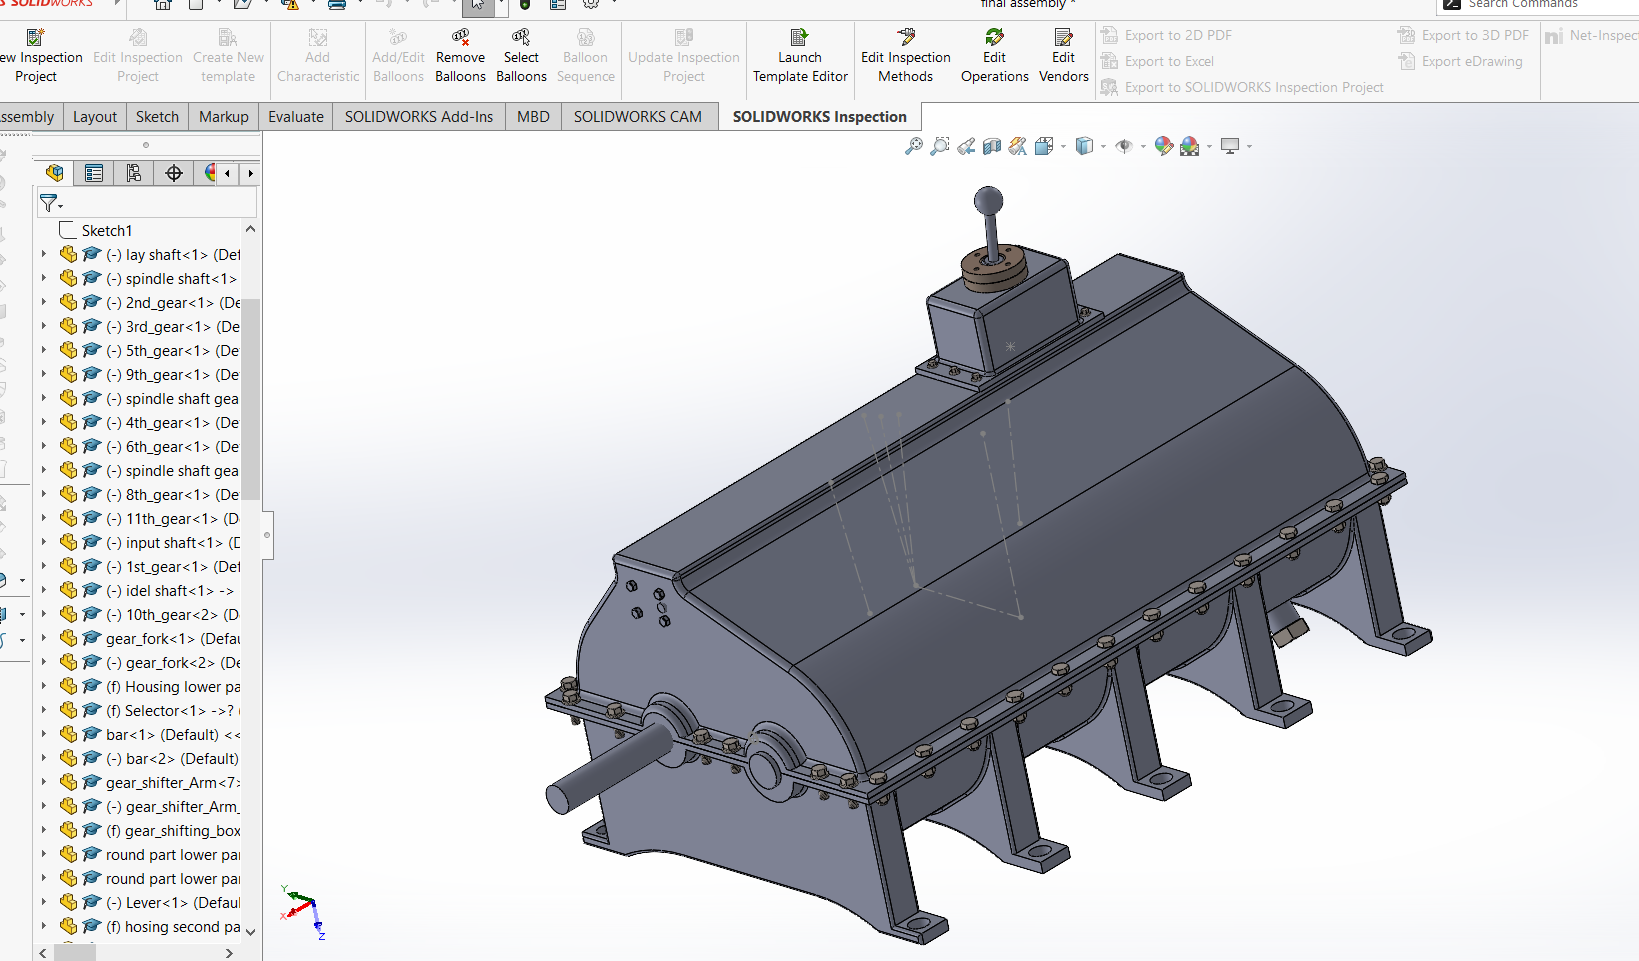 SOLIDWORKS
final assembly *
Search Commands
ew Inspection Project
Edit Inspection Project
Create New template
Add Characteristic
Add/Edit Balloons
Remove Balloons
Select Balloons
Balloon Sequence
Update Inspection Project
Launch Template Editor
Edit Inspection Methods
Edit Operations
Edit Vendors
Export to 2D PDF
Export to Excel
Export to SOLIDWORKS Inspection Project
Export to 3D PDF
Export eDrawing
Net-Inspec
ssembly
Layout
Sketch
Markup
Evaluate
SOLIDWORKS Add-Ins
MBD
SOLIDWORKS CAM
SOLIDWORKS Inspection
Sketch1
(-) lay shaft<1> (Def
(-) spindle shaft<1>
(-) 2nd_gear<1> (De
(-) 3rd_gear<1> (De
(-) 5th_gear<1> (De
(-) 9th_gear<1> (De
(-) spindle shaft gea
(-) 4th_gear<1> (De
(-) 6th_gear<1> (De
(-) spindle shaft gea
(-) 8th_gear<1> (De
(-) 11th_gear<1> (D
(-) input shaft<1> (D
(-) 1st_gear<1> (Def
(-) idel shaft<1> ->
(-) 10th_gear<2> (D
gear_fork<1> (Defau
(-) gear_fork<2> (De
(f) Housing lower pa
(f) Selector<1> ->? (
bar<1> (Default) <<
(-) bar<2> (Default)
gear_shifter_Arm<7>
(-) gear_shifter_Arm_
(f) gear_shifting_box
round part lower par
round part lower par
(-) Lever<1> (Defaul
(f) hosing second pa
Y
X
Z